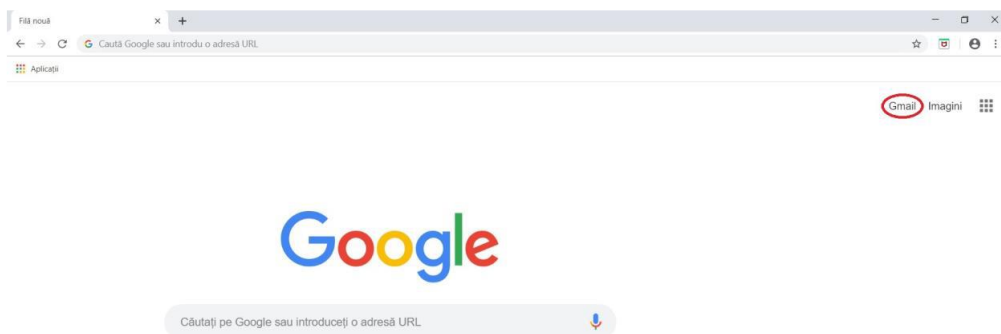 Filă nouă
Caută Google sau introdu o adresă URL
Aplicații
Gmail Imagini
Google
Căutați pe Google sau introduceți o adresă URL